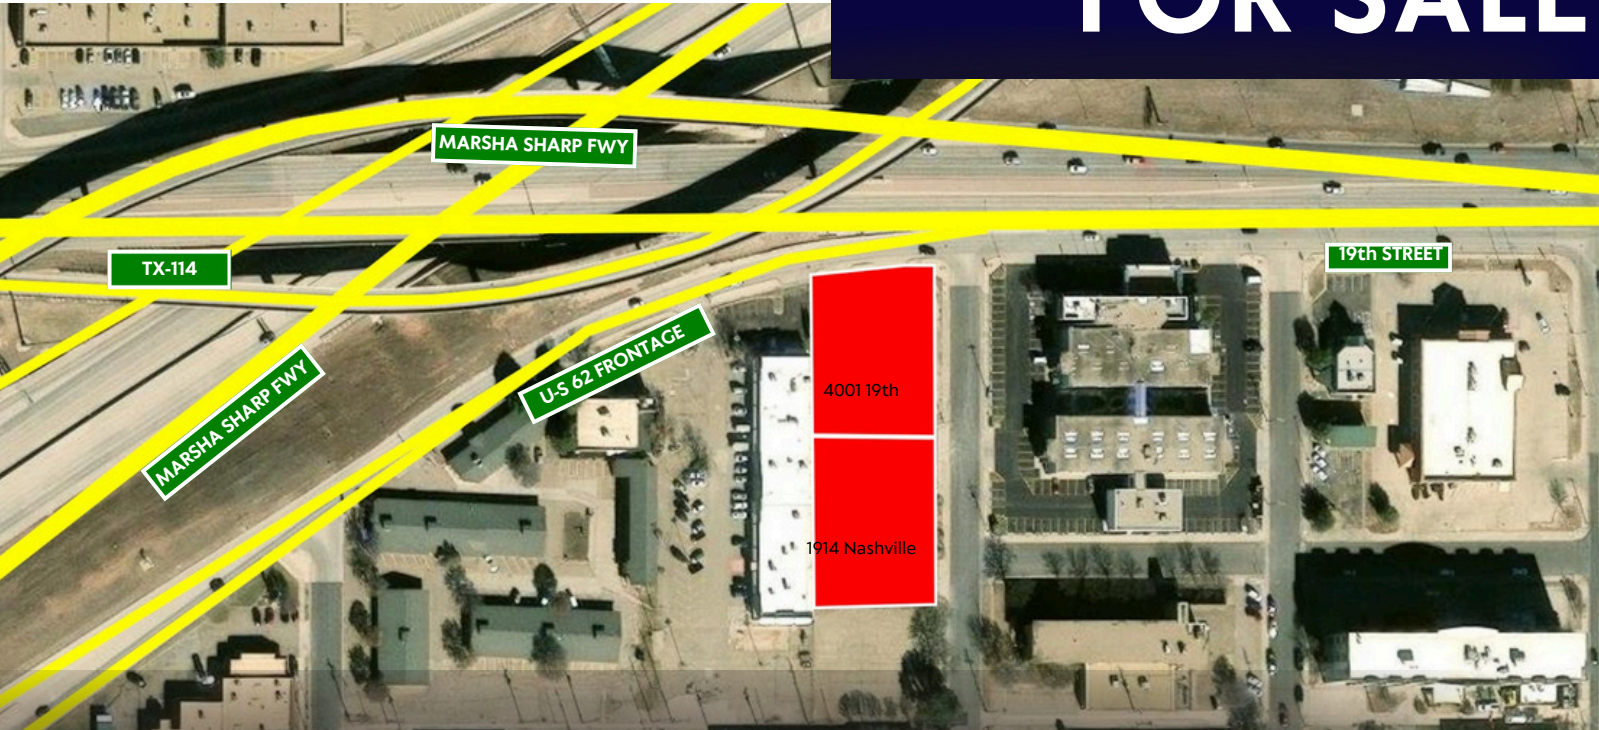 FOR SALE
MARSHA SHARP FWY
TX-114
19th STREET
U-S 62 FRONTAGE
MARSHA SHARP FWY
4001 19th
1914 Nashville